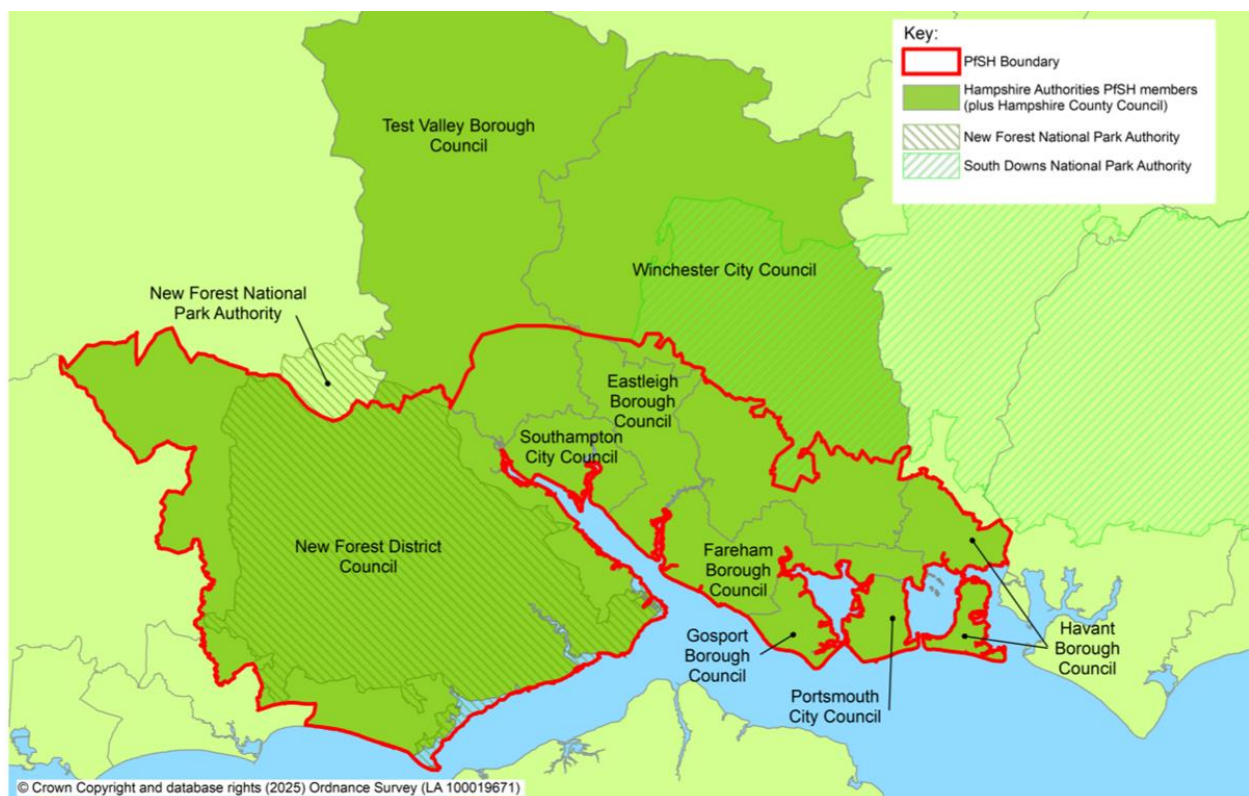 Key:
PfSH Boundary
Hampshire Authorities PfSH members
(plus Hampshire County Council)
New Forest National Park Authority
South Downs National Park Authority
Test Valley Borough
Council
Winchester City Council
New Forest National
Park Authority
Eastleigh
Borough
Council
Southampton
City Council
New Forest District
Council
Fareham
Borough
Council
Gosport
Borough
Council
Portsmouth
City Council
Havant
Borough
Council
© Crown Copyright and database rights (2025) Ordnance Survey (LA 100019671)